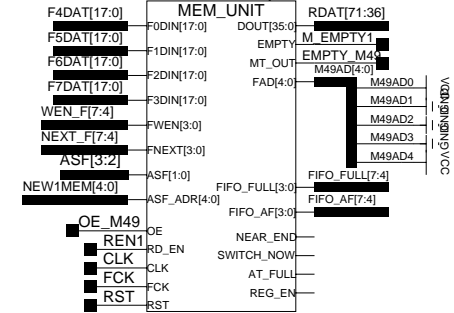 MEM_UNIT
F4DAT[17:0]
F5DAT[17:0]
F6DAT[17:0]
F7DAT[17:0]
WEN_F[7:4]
NEXT_F[7:4]
ASF[3:2]
NEW1MEM[4:0]
OE_M49
REN1
CLK
FCK
RST
F0DIN[17:0]
F1DIN[17:0]
F2DIN[17:0]
F3DIN[17:0]
FWEN[3:0]
FNEXT[3:0]
ASF[1:0]
ASF_ADR[4:0]
OE
RD_EN
CLK
FCK
RST
DOUT[35:0]
EMPTY
MT_OUT
FAD[4:0]
FIFO_FULL[3:0]
FIFO_AF[3:0]
NEAR_END
SWITCH_NOW
AT_FULL
REG_EN
RDAT[71:36]
M_EMPTY1
EMPTY_M49
M49AD[4:0]
M49AD0
M49AD1
M49AD2
M49AD3
M49AD4
FIFO_FULL[7:4]
FIFO_AF[7:4]
VCC